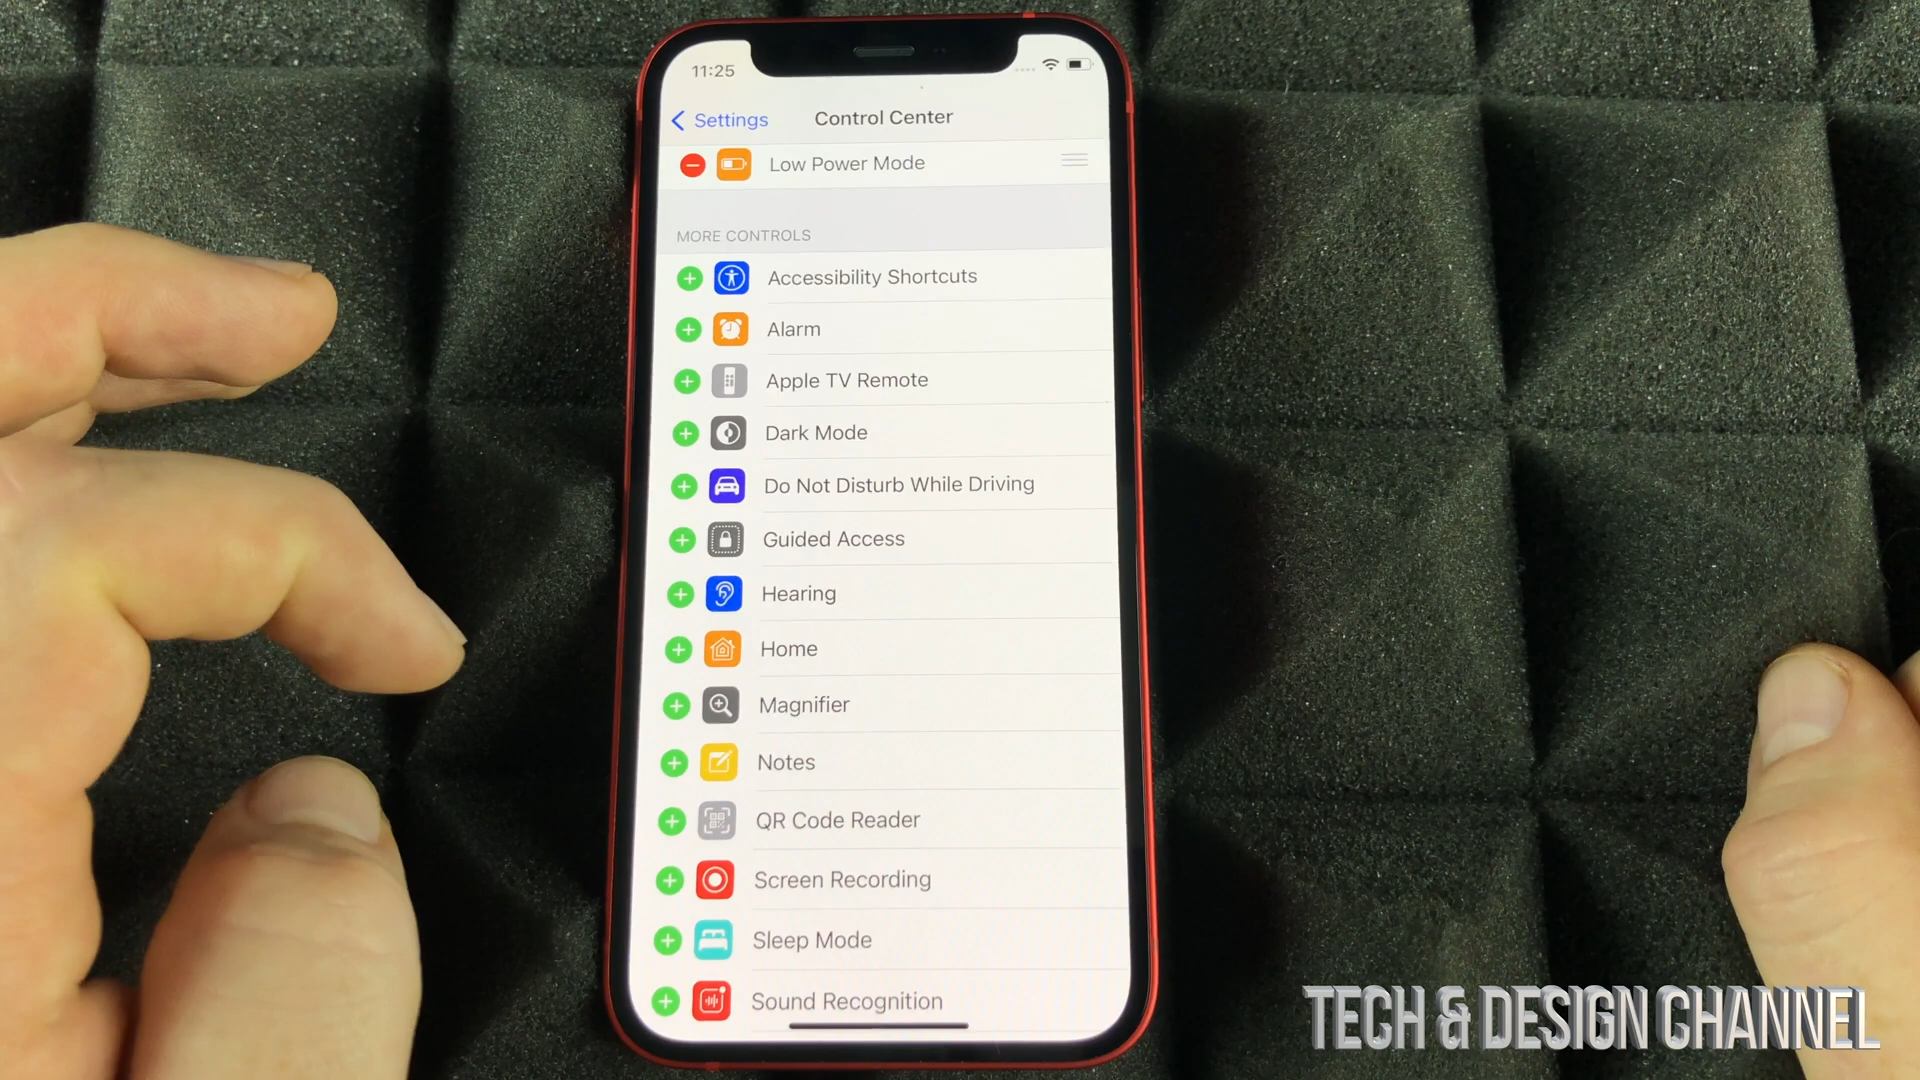 11:25
Settings
Control Center
Low Power Mode
MORE CONTROLS
Accessibility Shortcuts
Alarm
Apple TV Remote
Dark Mode
Do Not Disturb While Driving
Guided Access
Hearing
Home
Magnifier
Notes
QR Code Reader
Screen Recording
Sleep Mode
Sound Recognition
TECH & DESIGN CHANNEL